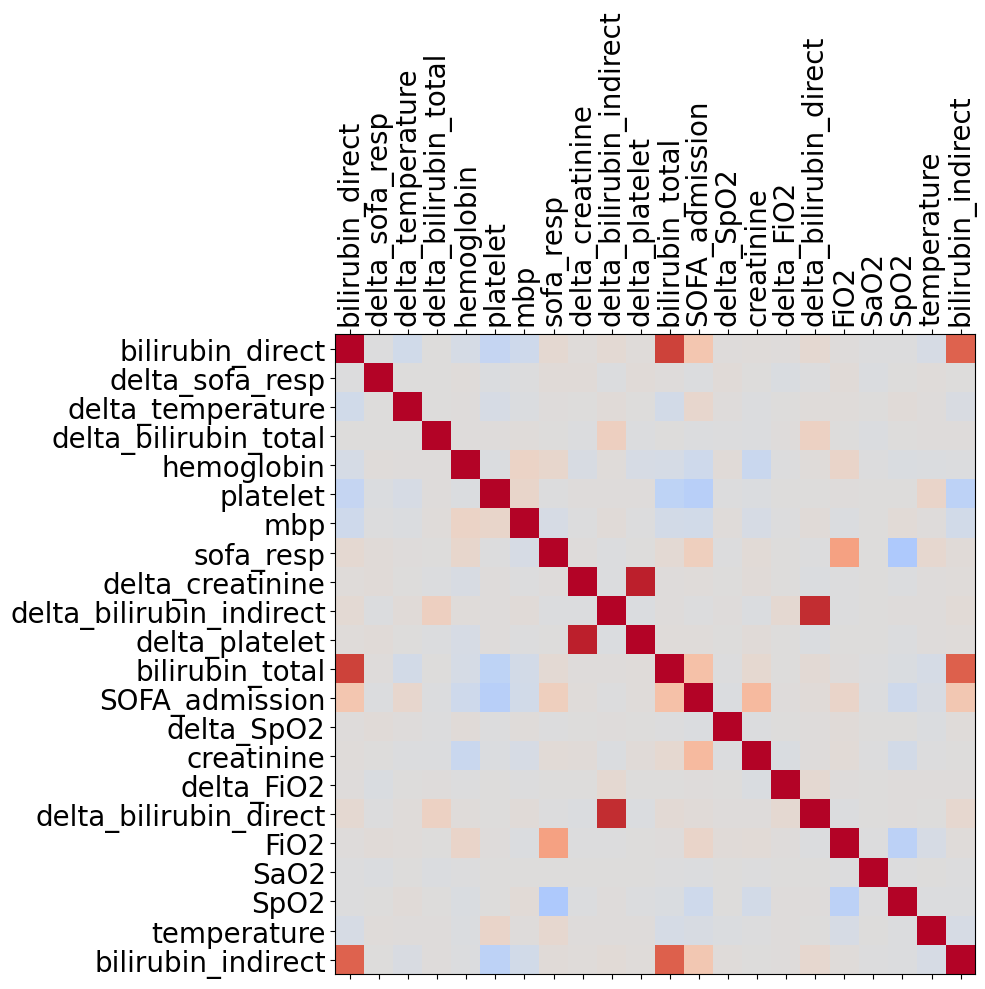 bilirubin_direct
delta_sofa_resp
delta_temperature
delta_bilirubin_total
hemoglobin
platelet
mbp
sofa_resp
delta_creatinine
delta_bilirubin_indirect
delta_platelet
bilirubin_total
SOFA_admission
delta_SpO2
creatinine
delta_FiO2
delta_bilirubin_direct
FiO2
SaO2
SpO2
temperature
bilirubin_indirect
bilirubin_direct
delta_sofa_resp
delta_temperature
delta_bilirubin_total
hemoglobin
platelet
mbp
sofa_resp
delta_creatinine
delta_bilirubin_indirect
delta_platelet
bilirubin_total
SOFA_admission
delta_SpO2
creatinine
delta_FiO2
delta_bilirubin_direct
FiO2
SaO2
SpO2
temperature
bilirubin_indirect